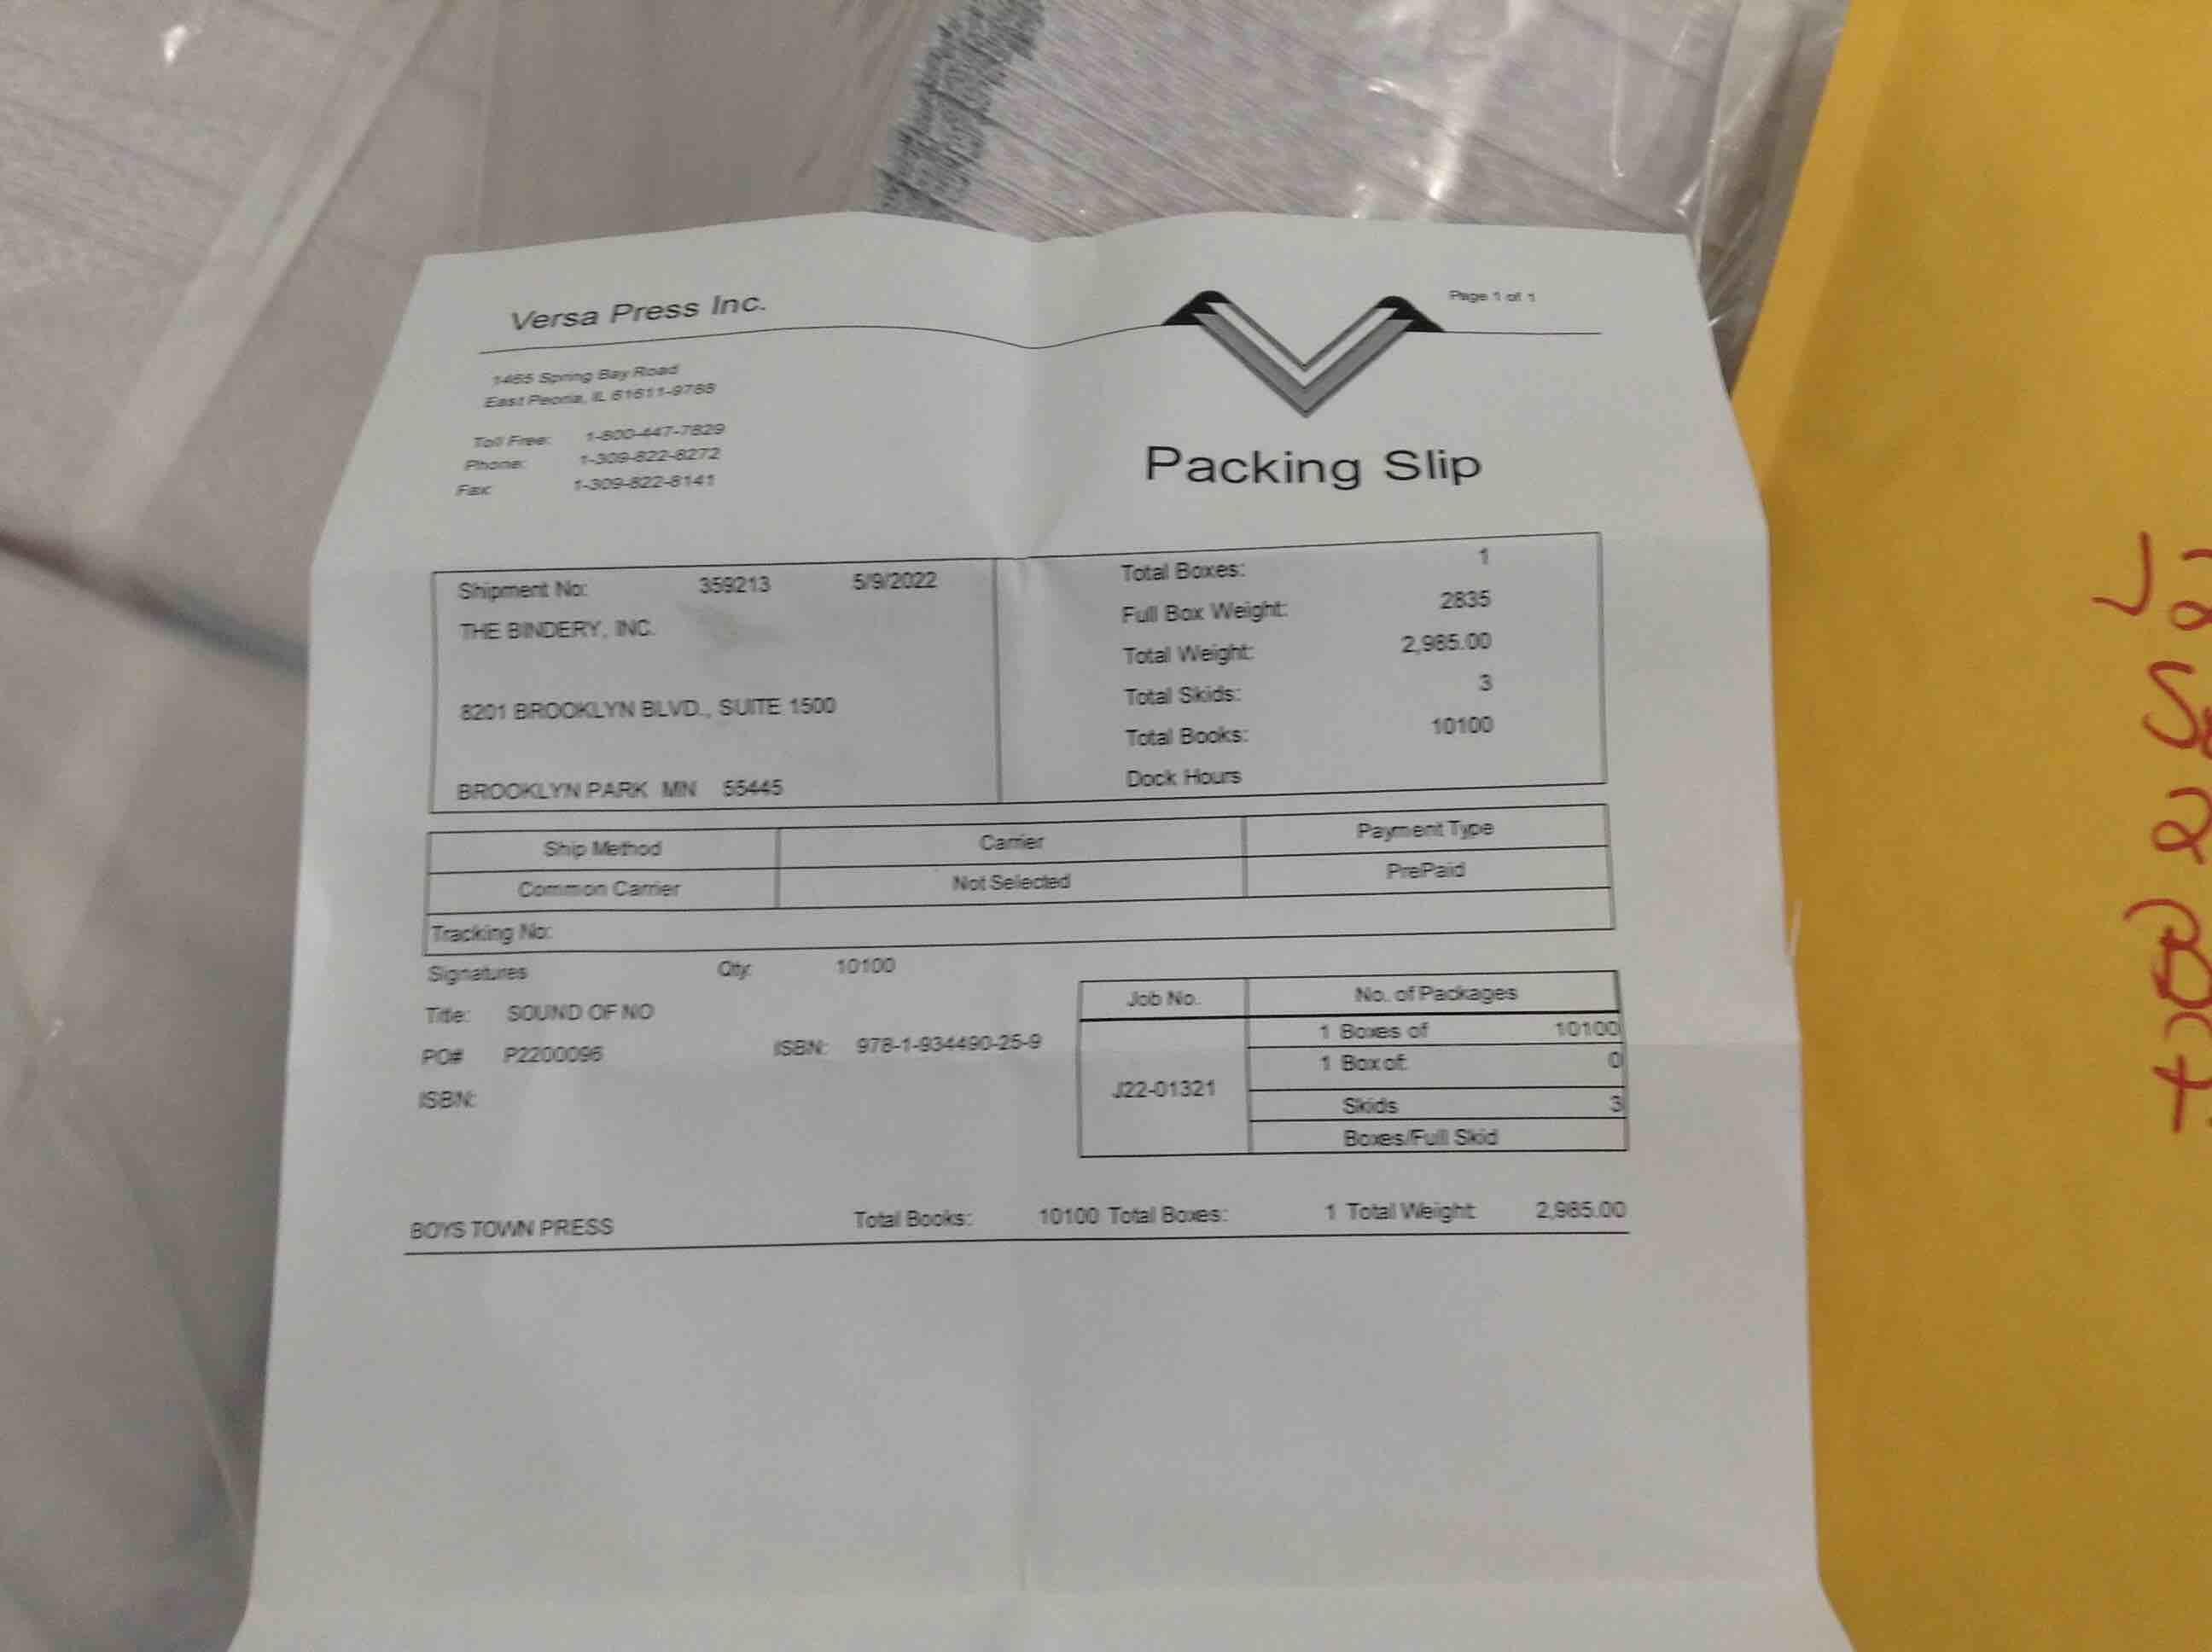 Versa Press Inc.
Page 1 of 1
1465 Spring Bay Road
East Peoria, IL 61611-9788
Toll Free: 1-800-447-7829
Phone: 1-309-822-8272
Fax: 1-309-822-8141
Packing Slip
Shipment No: 359213 5/9/2022
THE BINDERY, INC.
8201 BROOKLYN BLVD., SUITE 1500
BROOKLYN PARK MN 55445
Total Boxes: 1
Full Box Weight: 2835
Total Weight: 2,985.00
Total Skids: 3
Total Books: 10100
Dock Hours
Ship Method Carrier Payment Type
Common Carrier Not Selected PrePaid
Tracking No:
Signatures Qty: 10100
Title: SOUND OF NO
PO# P2200096 ISBN: 978-1-934490-25-9
ISBN:
Job No. No. of Packages
J22-01321
1 Boxes of 10100
1 Box of: 0
Skids 3
Boxes/Full Skid
BOYS TOWN PRESS Total Books: 10100 Total Boxes: 1 Total Weight: 2,985.00